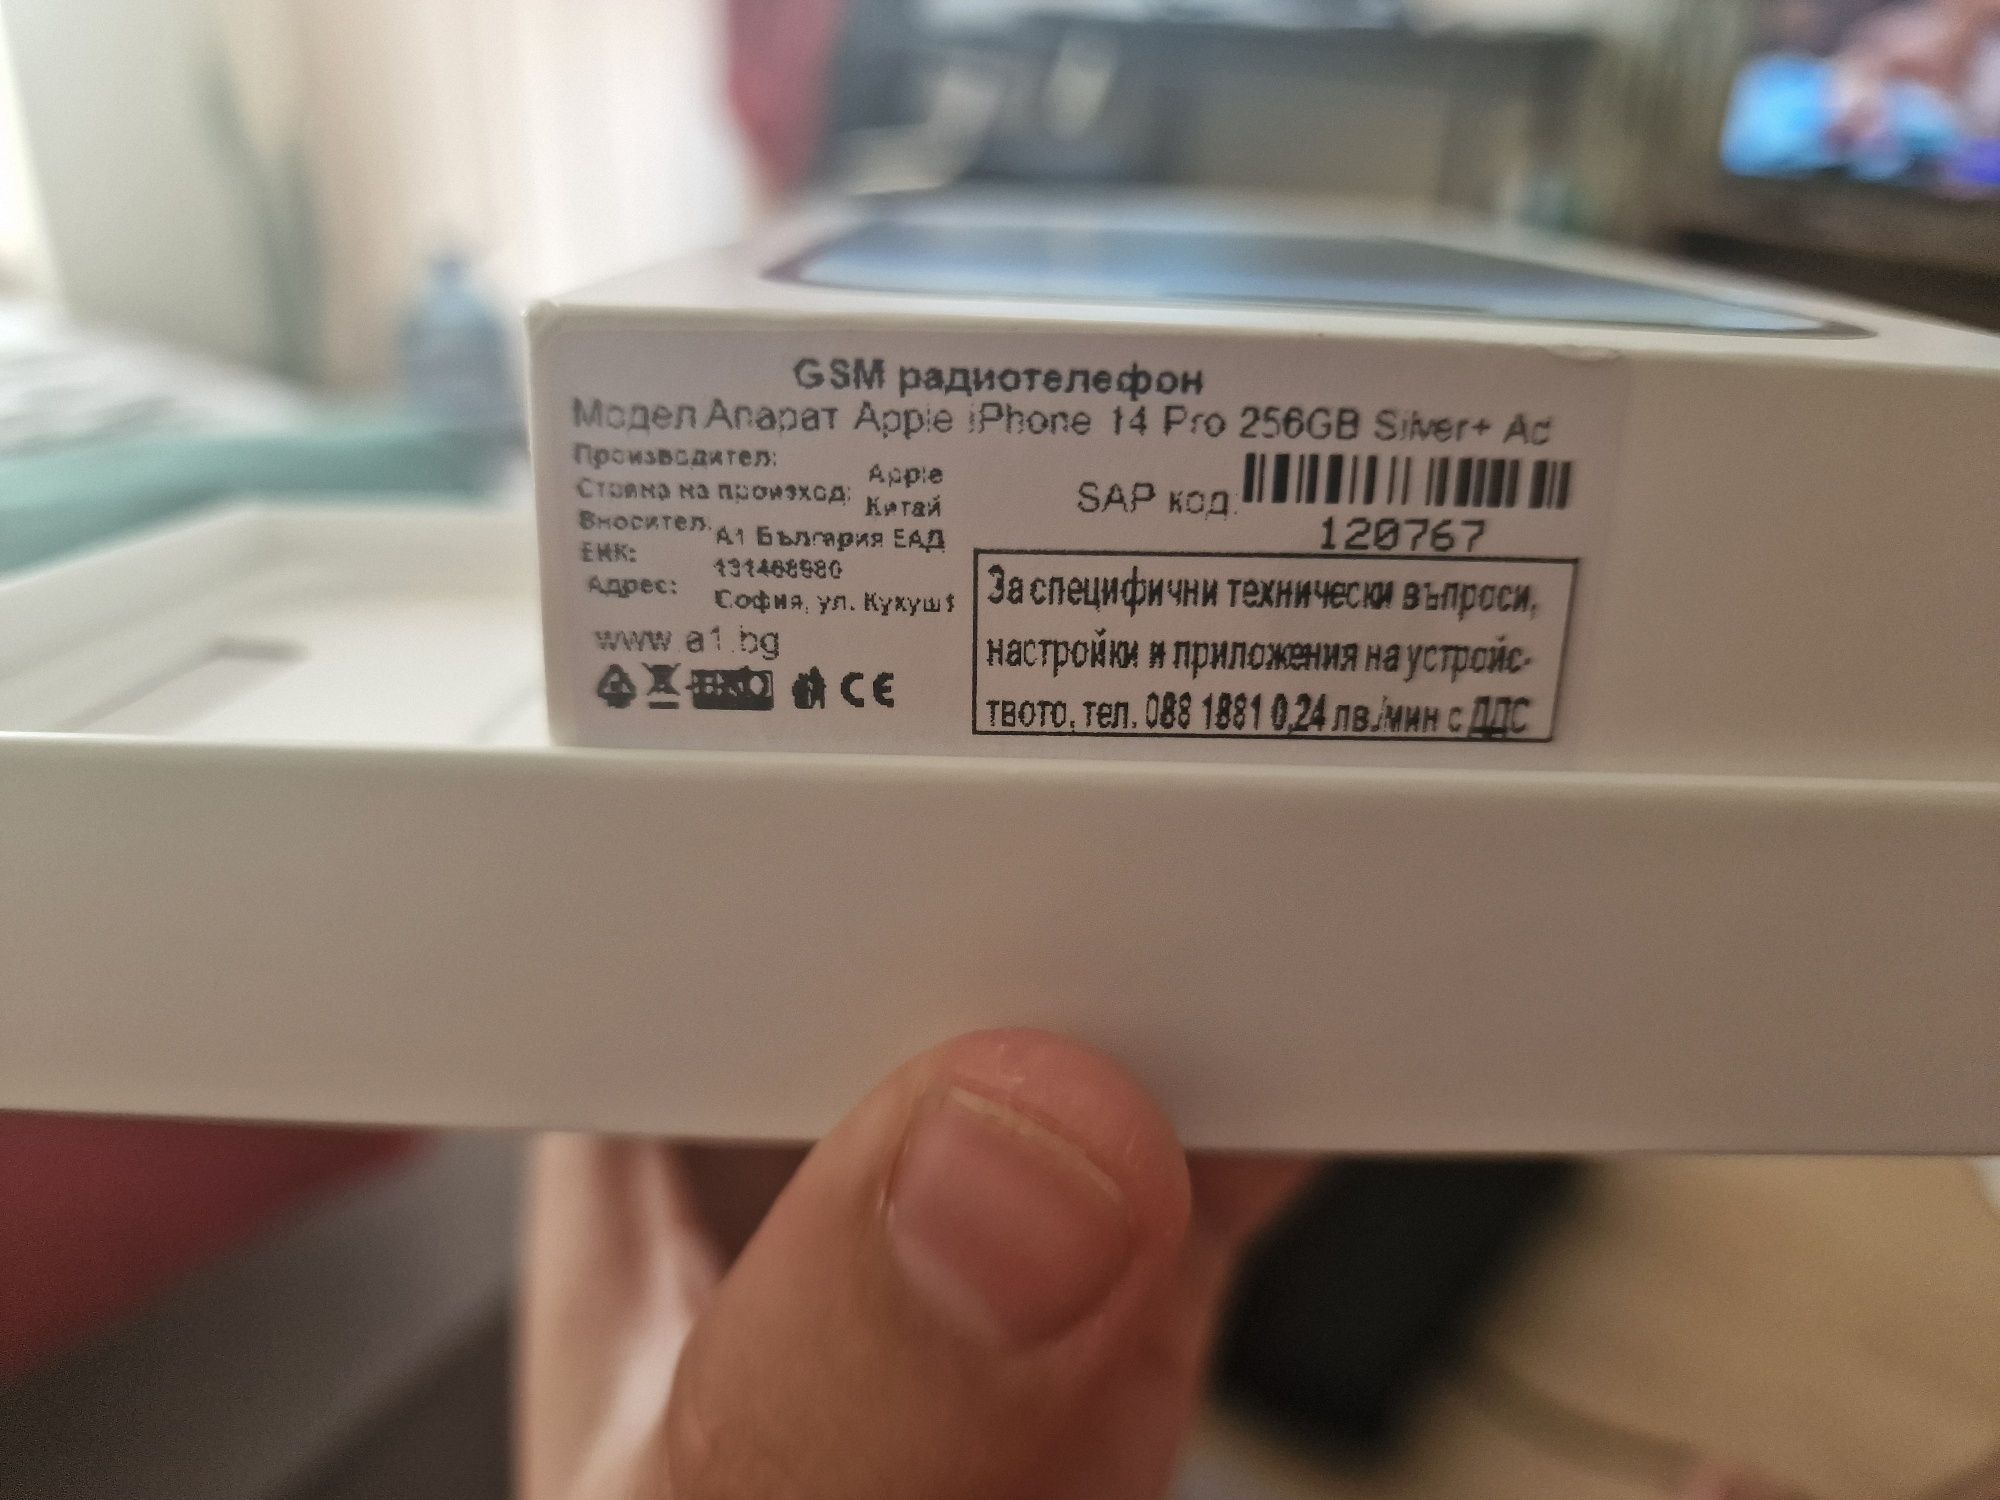 GSM радиотелефон
Модел Апарат Apple iPhone 14 Pro 256GB Silver+ Ad
Производител: Apple
Страна на произход: Китай
Вносител: А1 България ЕАД
ЕИК: 131468980
Адрес: София, ул. Кукуш 1
www.a1.bg
CE
SAP код:
120767
За специфични технически въпроси,
настройки и приложения на устройс-
твото, тел. 088 1881 0,24 лв./мин с ДДС